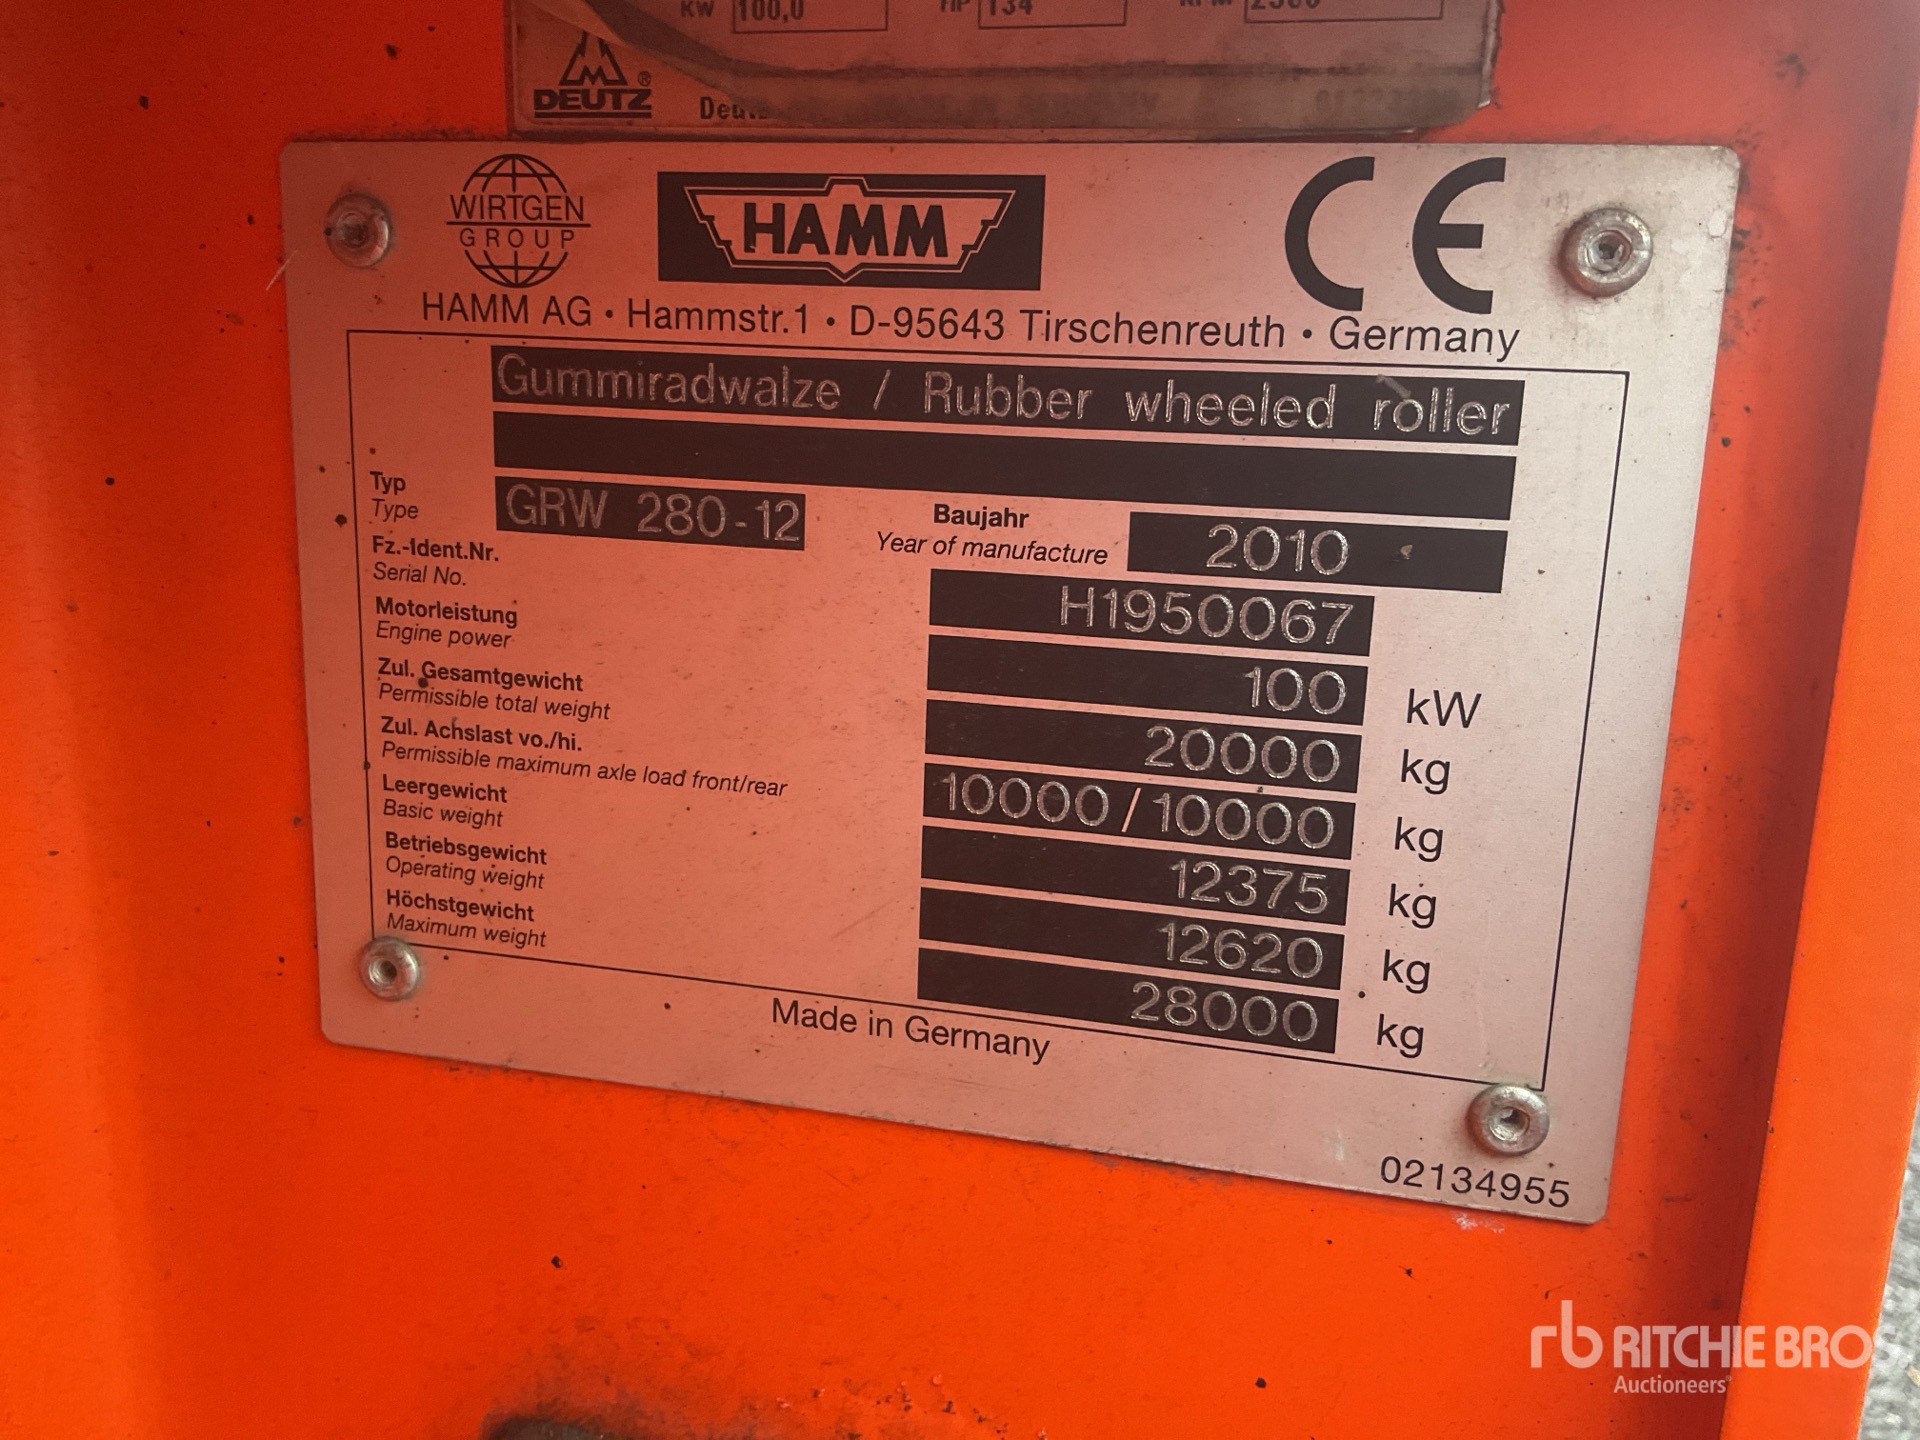 KW 100,0 HP 134 RPM
DEUTZ ®
WIRTGEN
GROUP
HAMM
CE
HAMM AG · Hammstr.1 · D-95643 Tirschenreuth · Germany
Gummiradwalze / Rubber wheeled roller
Typ
Type
GRW 280-12
Baujahr
Year of manufacture
2010
Fz.-Ident.Nr.
Serial No.
H1950067
Motorleistung
Engine power
100 kW
Zul. Gesamtgewicht
Permissible total weight
20000 kg
Zul. Achslast vo./hi.
Permissible maximum axle load front/rear
10000/10000 kg
Leergewicht
Basic weight
12375 kg
Betriebsgewicht
Operating weight
12620 kg
Höchstgewicht
Maximum weight
28000 kg
Made in Germany
02134955
rb RITCHIE BROS.
Auctioneers